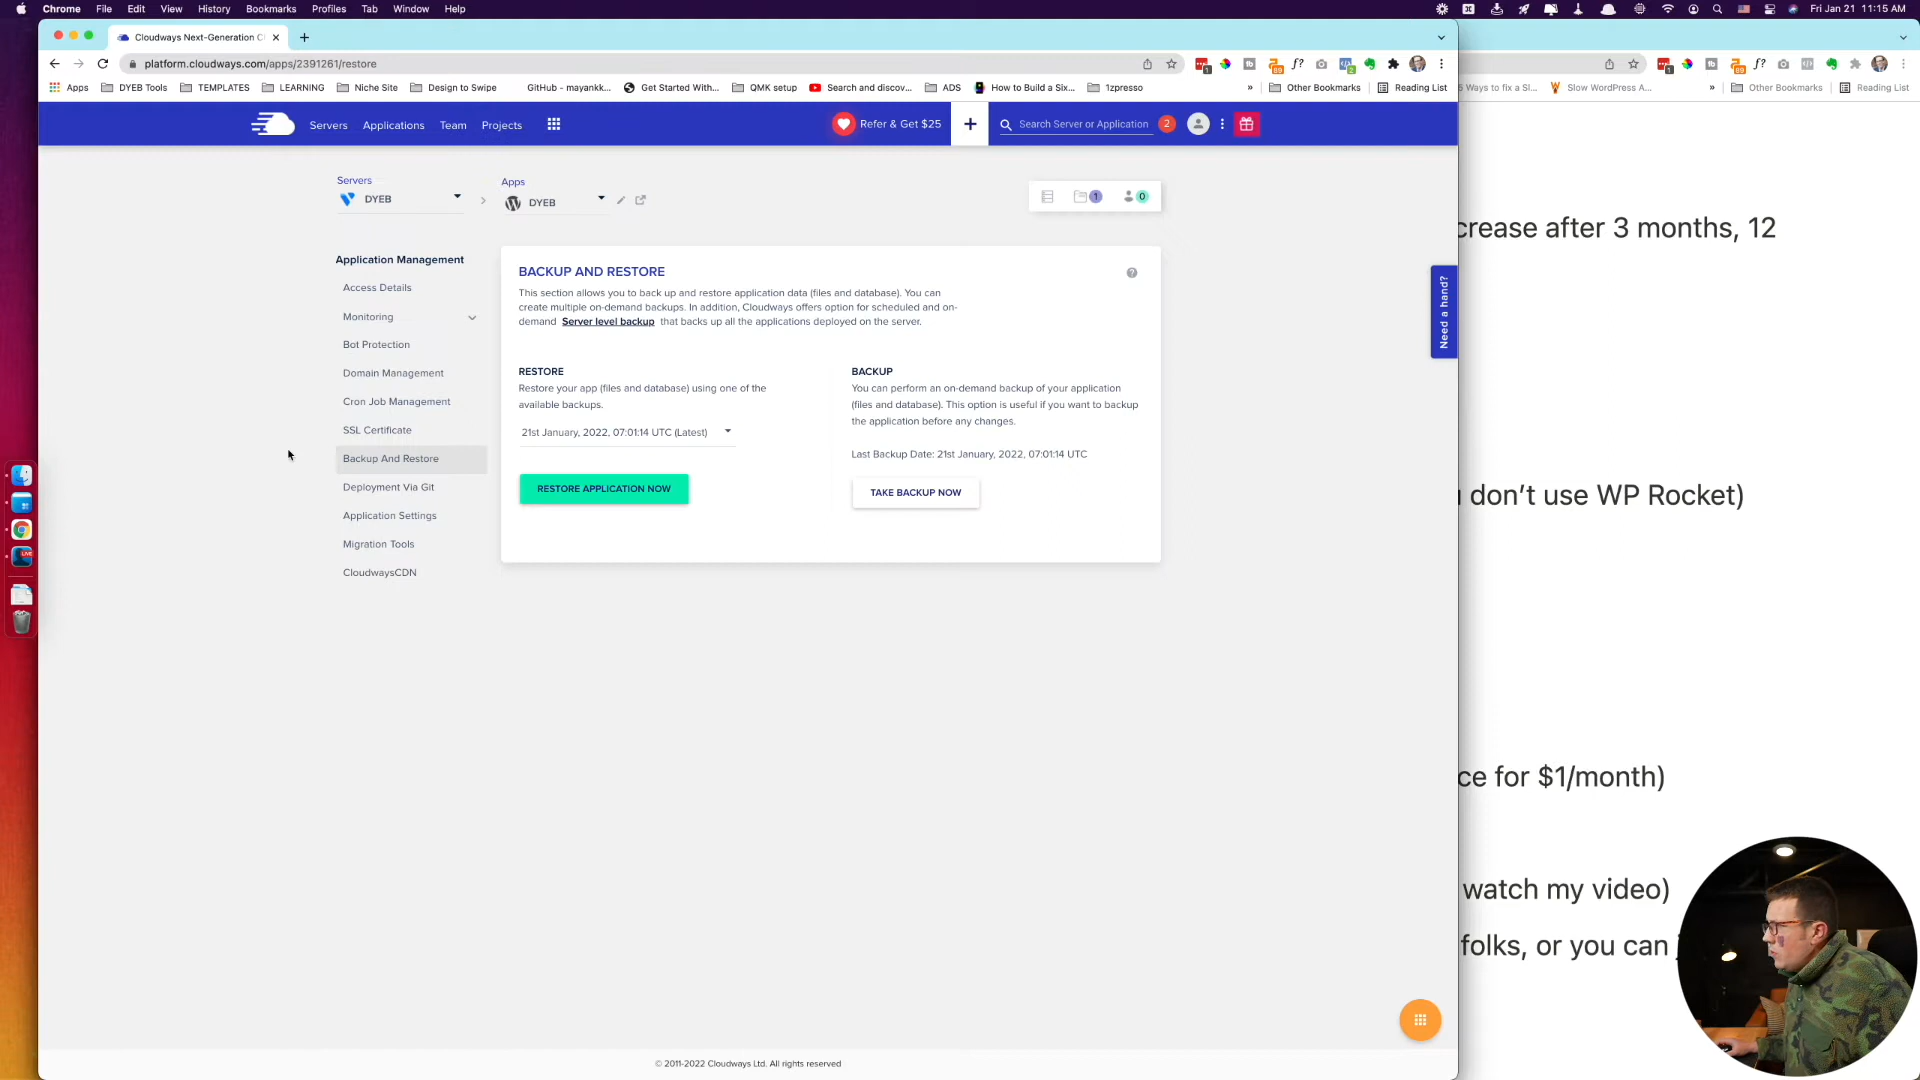 Chrome File Edit View History Bookmarks Profiles Tab Window Help Fri Jan 21 11:15 AM
Cloudways Next-Generation C
platform.cloudways.com/apps/2391261/restore
Apps DYEB Tools TEMPLATES LEARNING Niche Site Design to Swipe GitHub - mayankk... Get Started With... QMK setup Search and discov... ADS How to Build a Six... 1zpresso » Other Bookmarks Reading List
Ways to fix a Sl... Slow WordPress A... » Other Bookmarks Reading List
Servers Applications Team Projects Refer & Get $25 + Search Server or Application 2
Servers
DYEB
Apps
DYEB
1 0
Application Management
Access Details
Monitoring
Bot Protection
Domain Management
Cron Job Management
SSL Certificate
Backup And Restore
Deployment Via Git
Application Settings
Migration Tools
CloudwaysCDN
BACKUP AND RESTORE
This section allows you to back up and restore application data (files and database). You can
create multiple on-demand backups. In addition, Cloudways offers option for scheduled and on-
demand Server level backup that backs up all the applications deployed on the server.
RESTORE
Restore your app (files and database) using one of the
available backups.
21st January, 2022, 07:01:14 UTC (Latest)
RESTORE APPLICATION NOW
BACKUP
You can perform an on-demand backup of your application
(files and database). This option is useful if you want to backup
the application before any changes.
Last Backup Date: 21st January, 2022, 07:01:14 UTC
TAKE BACKUP NOW
Need a hand?
crease after 3 months, 12
don’t use WP Rocket)
ce for $1/month)
watch my video)
folks, or you can
© 2011-2022 Cloudways Ltd. All rights reserved